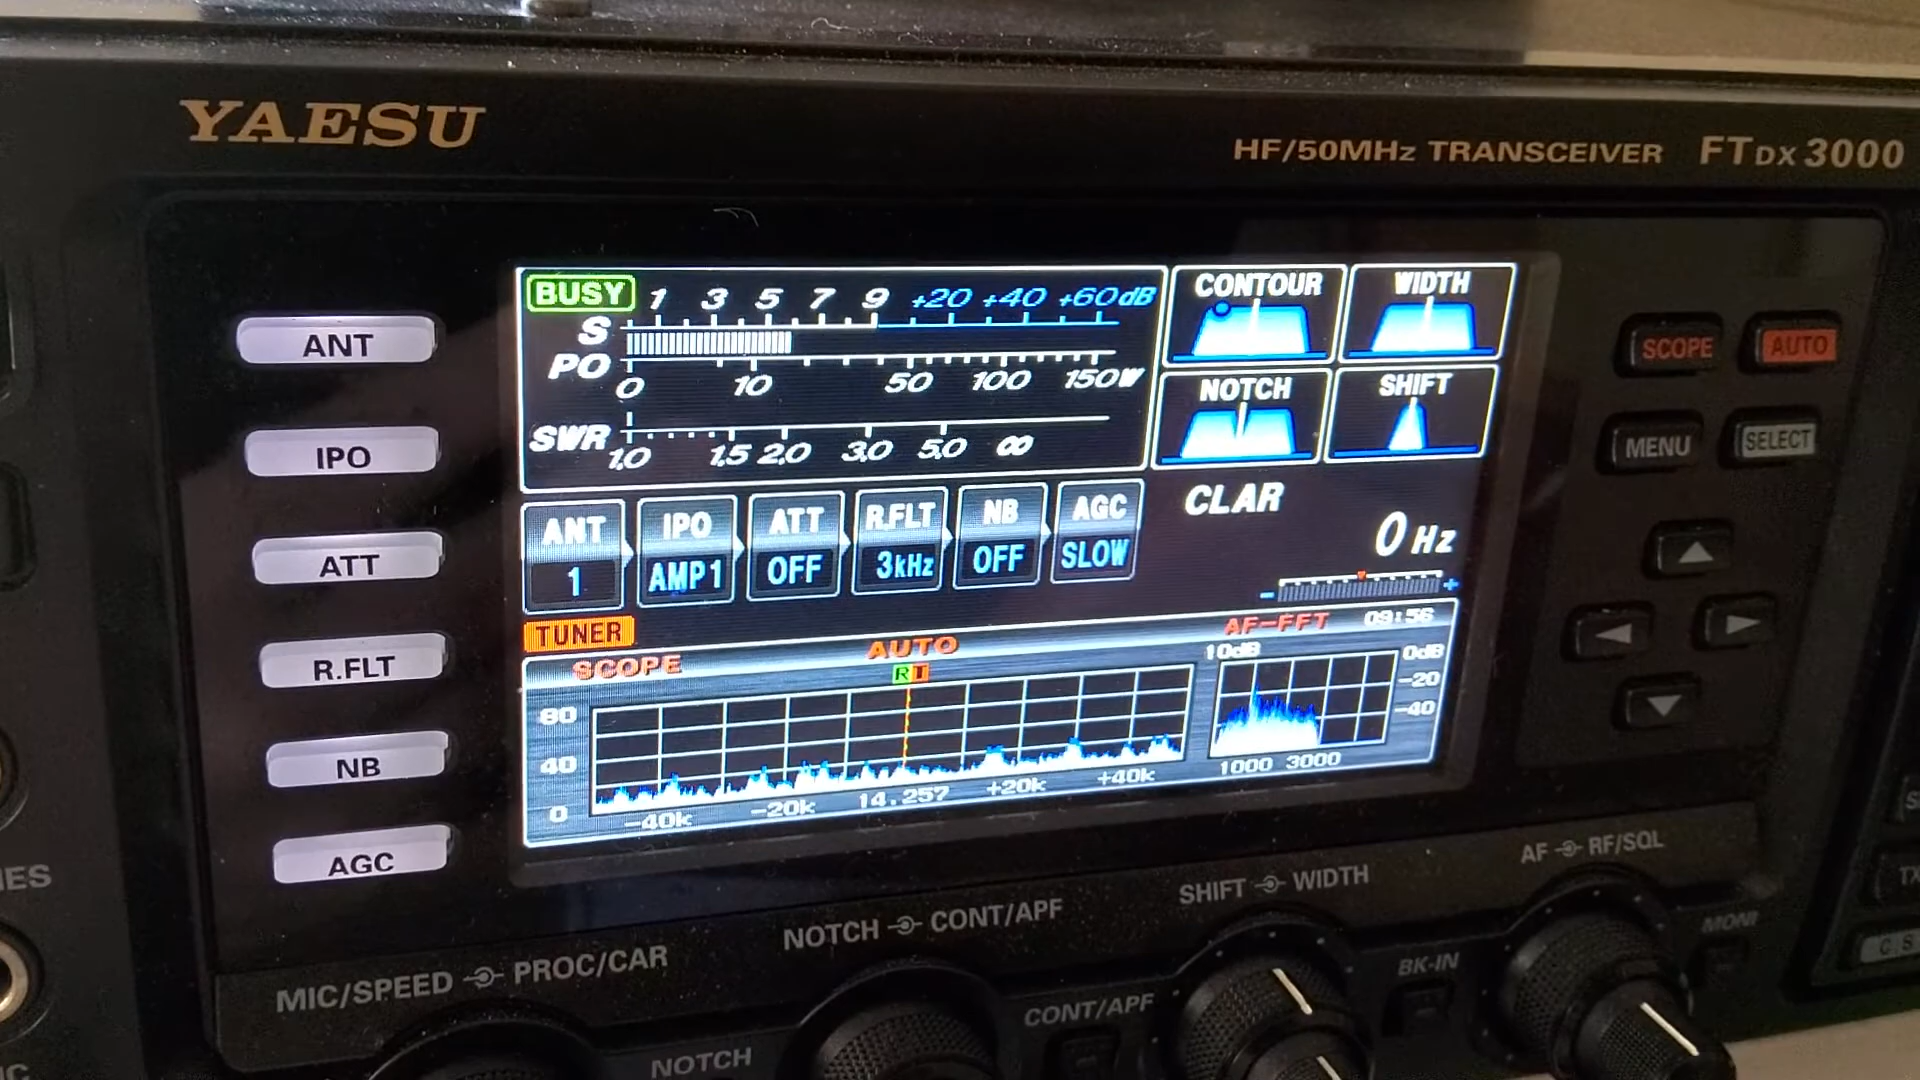 YAESU
HF/50MHz TRANSCEIVER FTDX3000
BUSY 1 3 5 7 9 +20 +40 +60dB
S
PO
0 10 50 100 150W
SWR
1.0 1.5 2.0 3.0 5.0 ∞
CONTOUR WIDTH
NOTCH SHIFT
ANT IPO ATT R.FLT NB AGC
1 AMP1 OFF 3kHz OFF SLOW
CLAR
0 Hz
- +
TUNER
SCOPE AUTO AF-FFT 09:56
R T
10dB 0dB
-20
-40
80
40
0
-40k -20k 14.257 +20k +40k
1000 3000
ANT
IPO
ATT
R.FLT
NB
AGC
SCOPE AUTO
MENU SELECT
MIC/SPEED PROC/CAR
NOTCH CONT/APF
SHIFT WIDTH
AF RF/SQL
NOTCH
CONT/APF
BK-IN
MONI